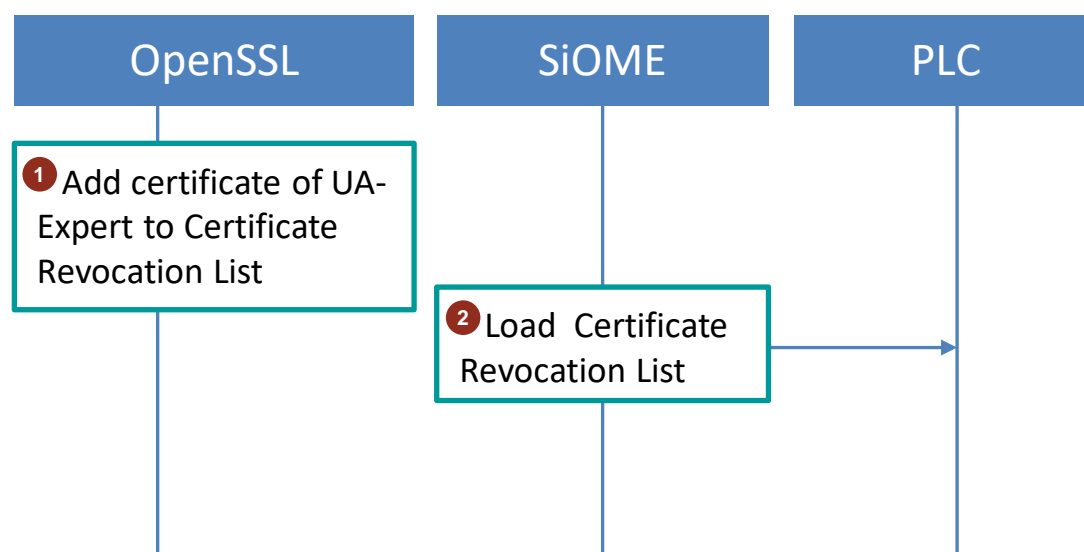 OpenSSL
SiOME
PLC
1 Add certificate of UA-
Expert to Certificate
Revocation List
2 Load Certificate
Revocation List